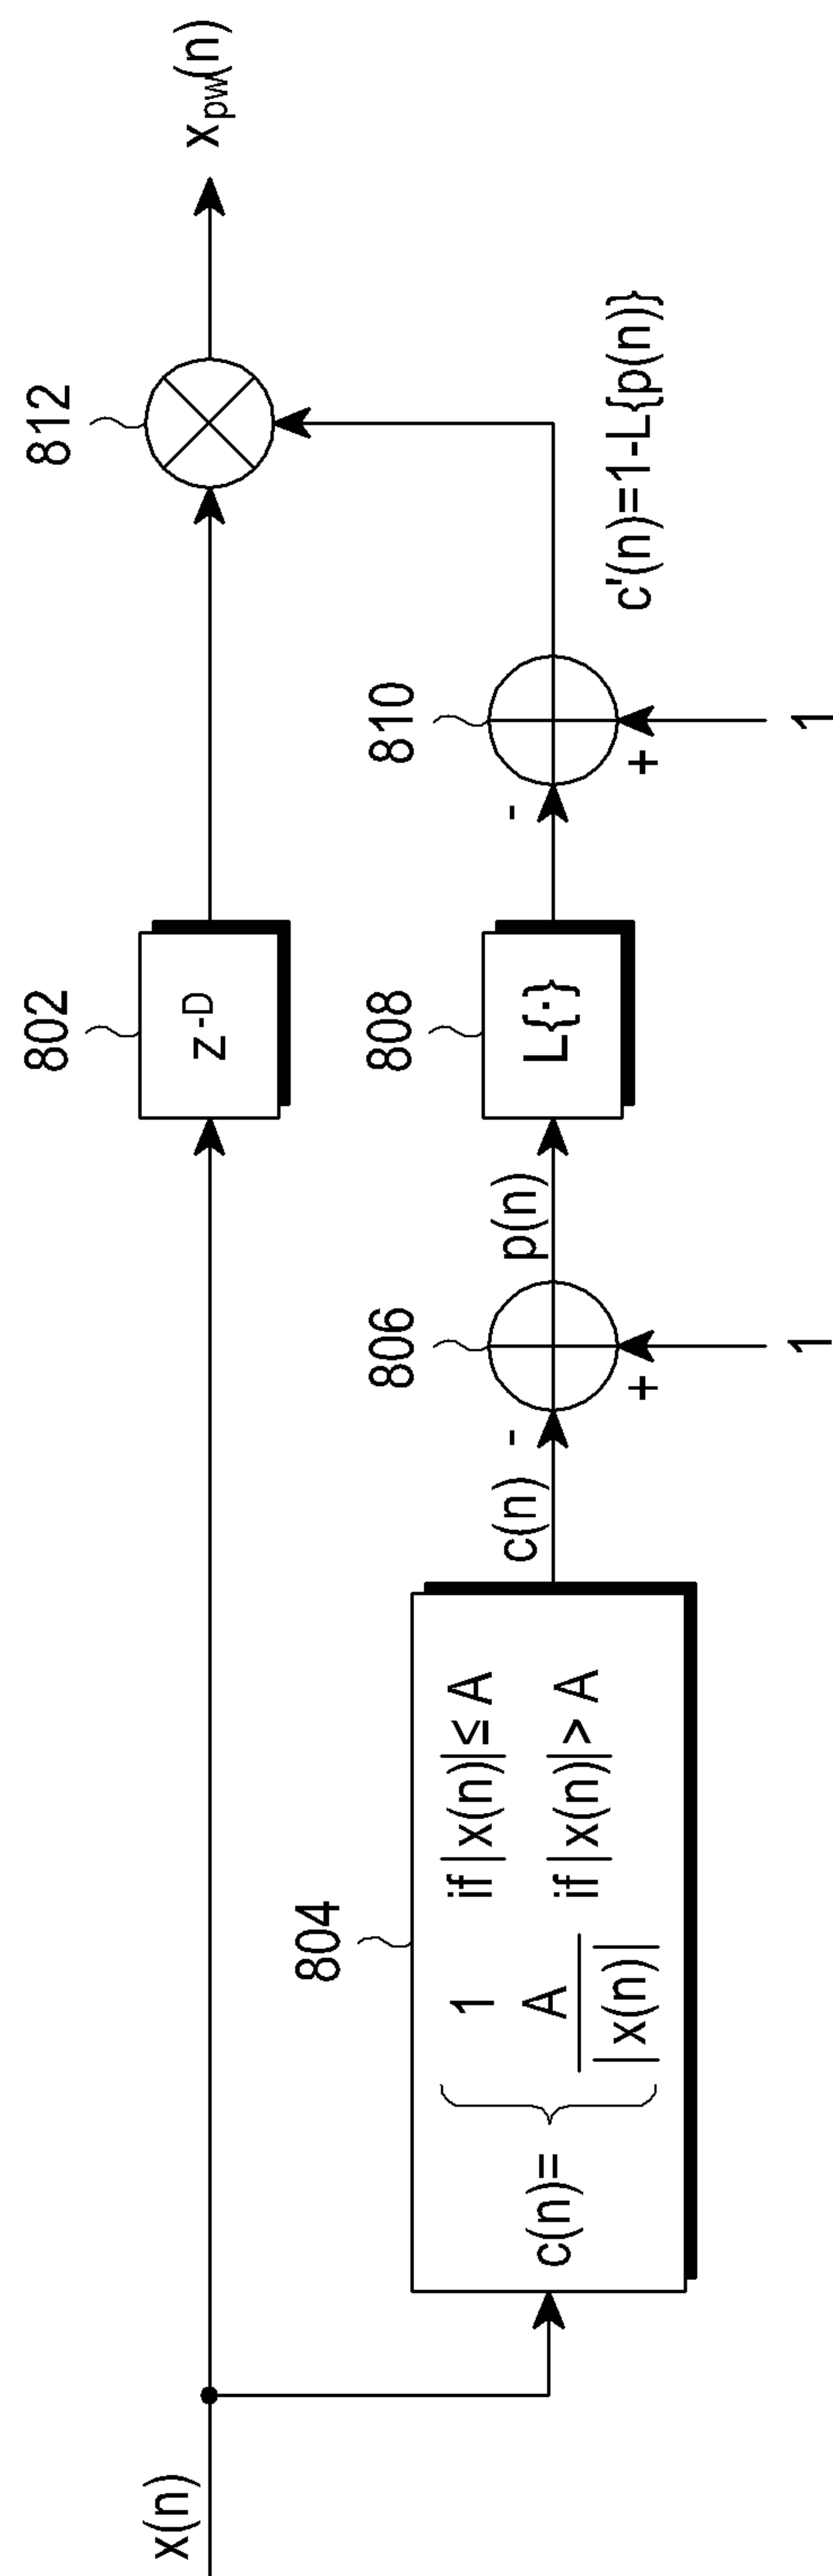 x(n)
802
z-D
812
xpw(n)
804
c(n)=
1 if |x(n)| ≤ A
A
|x(n)| if |x(n)| > A
c(n)
-
806
+
1
p(n)
808
L{·}
-
810
+
1
c'(n)=1-L{p(n)}